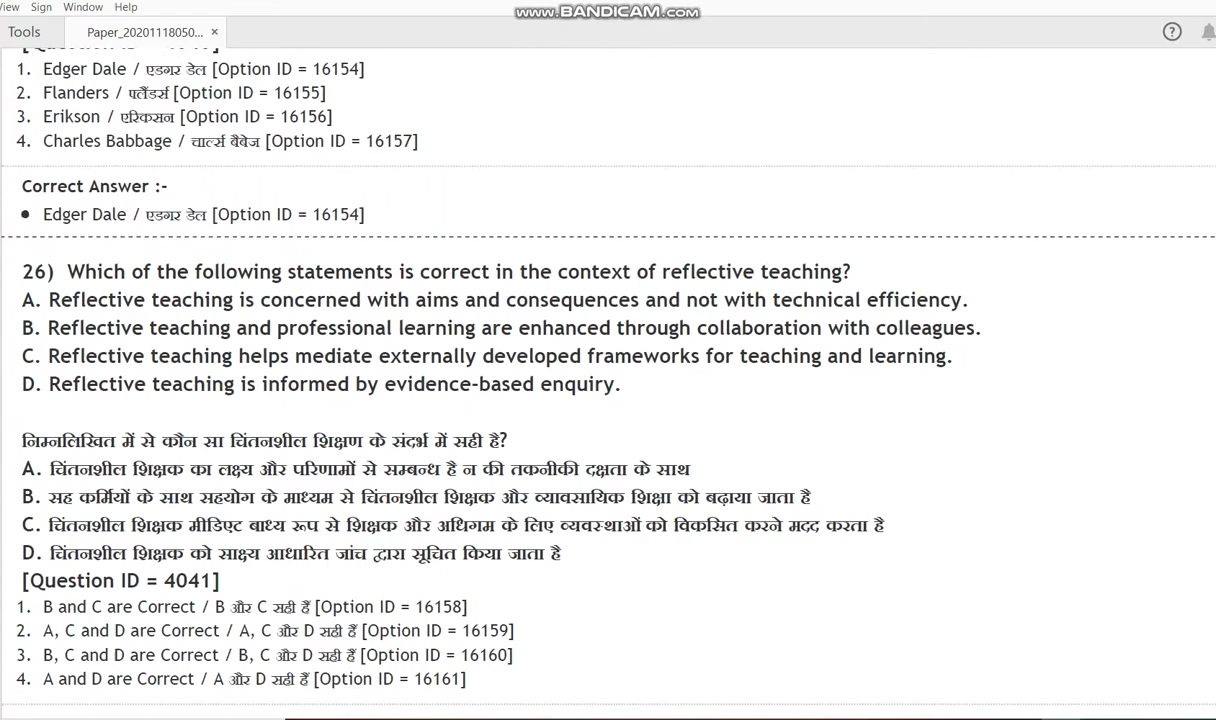 View Sign Window Help
www.BANDICAM.com
Tools Paper_20201118050... ×
1. Edger Dale / एडगर डेल [Option ID = 16154]
2. Flanders / फ्लैंडर्स [Option ID = 16155]
3. Erikson / एरिकसन [Option ID = 16156]
4. Charles Babbage / चार्ल्स बैबेज [Option ID = 16157]
Correct Answer :-
• Edger Dale / एडगर डेल [Option ID = 16154]
26) Which of the following statements is correct in the context of reflective teaching?
A. Reflective teaching is concerned with aims and consequences and not with technical efficiency.
B. Reflective teaching and professional learning are enhanced through collaboration with colleagues.
C. Reflective teaching helps mediate externally developed frameworks for teaching and learning.
D. Reflective teaching is informed by evidence-based enquiry.
निम्नलिखित में से कौन सा चिंतनशील शिक्षण के संदर्भ में सही है?
A. चिंतनशील शिक्षक का लक्ष्य और परिणामों से सम्बन्ध है न की तकनीकी दक्षता के साथ
B. सह कर्मियों के साथ सहयोग के माध्यम से चिंतनशील शिक्षक और व्यावसायिक शिक्षा को बढ़ाया जाता है
C. चिंतनशील शिक्षक मीडिएट बाध्य रूप से शिक्षक और अधिगम के लिए व्यवस्थाओं को विकसित करने मदद करता है
D. चिंतनशील शिक्षक को साक्ष्य आधारित जांच द्वारा सूचित किया जाता है
[Question ID = 4041]
1. B and C are Correct / B और C सही हैं [Option ID = 16158]
2. A, C and D are Correct / A, C और D सही हैं [Option ID = 16159]
3. B, C and D are Correct / B, C और D सही हैं [Option ID = 16160]
4. A and D are Correct / A और D सही हैं [Option ID = 16161]